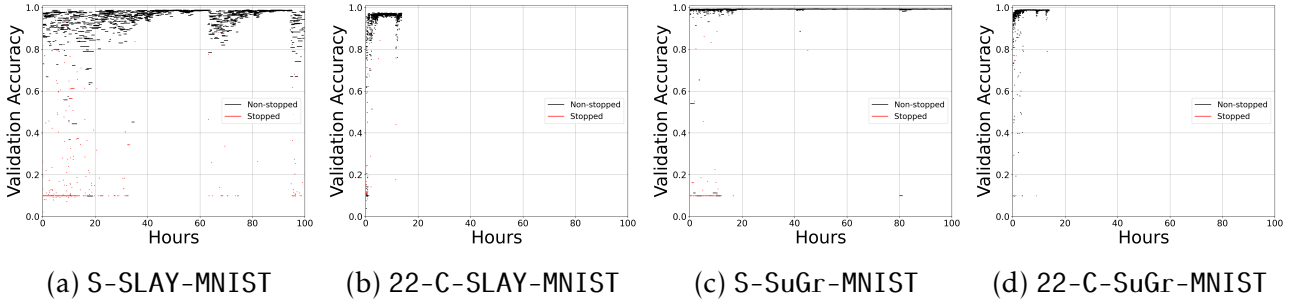 Validation Accuracy
1.0
0.8
0.6
0.4
0.2
0.0
Non-stopped
Stopped
0 20 40 60 80 100
Hours
(a) S-SLAY-MNIST
Validation Accuracy
1.0
0.8
0.6
0.4
0.2
0.0
Non-stopped
Stopped
0 20 40 60 80 100
Hours
(b) 22-C-SLAY-MNIST
Validation Accuracy
1.0
0.8
0.6
0.4
0.2
0.0
Non-stopped
Stopped
0 20 40 60 80 100
Hours
(c) S-SuGr-MNIST
Validation Accuracy
1.0
0.8
0.6
0.4
0.2
0.0
Non-stopped
Stopped
0 20 40 60 80 100
Hours
(d) 22-C-SuGr-MNIST